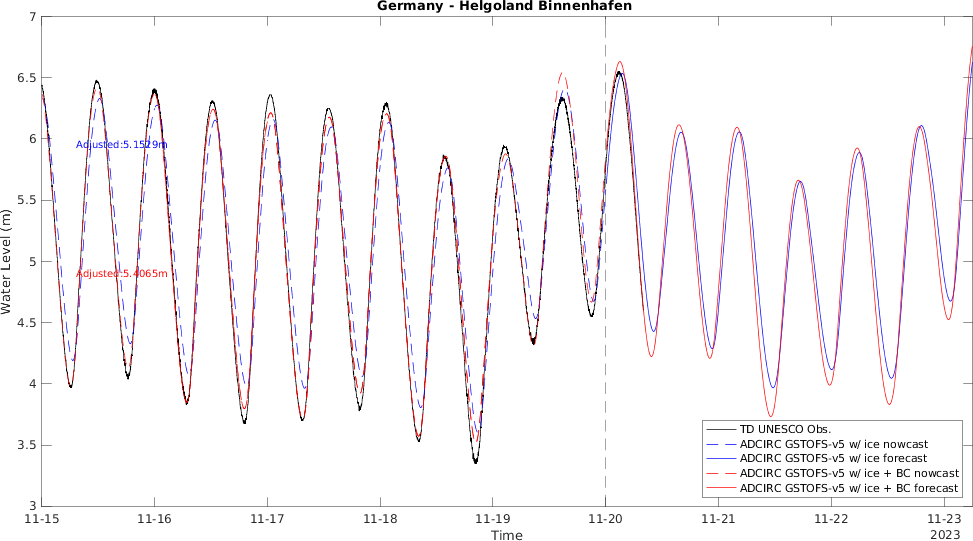 Germany - Helgoland Binnenhafen
Water Level (m)
7
6.5
6
5.5
5
4.5
4
3.5
3
Adjusted:5.1529m
Adjusted:5.4065m
TD UNESCO Obs.
ADCIRC GSTOFS-v5 w/ ice nowcast
ADCIRC GSTOFS-v5 w/ ice forecast
ADCIRC GSTOFS-v5 w/ ice + BC nowcast
ADCIRC GSTOFS-v5 w/ ice + BC forecast
11-15 11-16 11-17 11-18 11-19 11-20 11-21 11-22 11-23
Time
2023